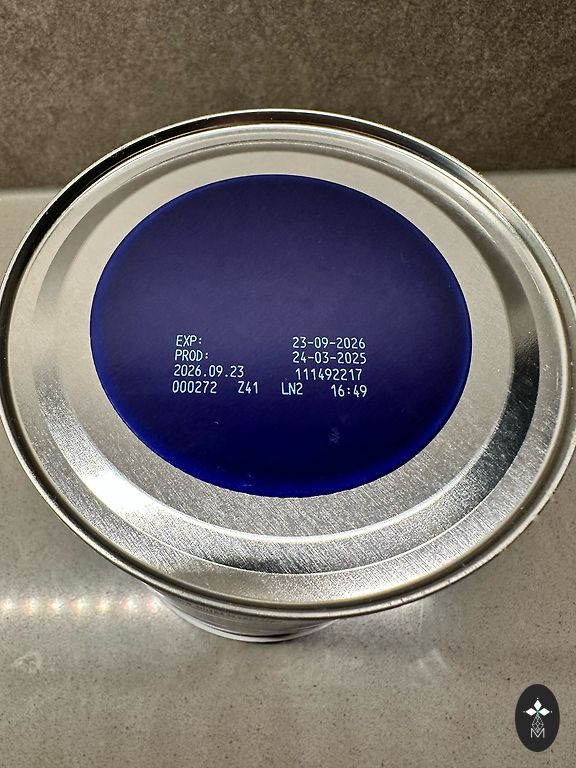 EXP: 23-09-2026
PROD: 24-03-2025
2026.09.23 111492217
000272 Z41 LN2 16:49
M